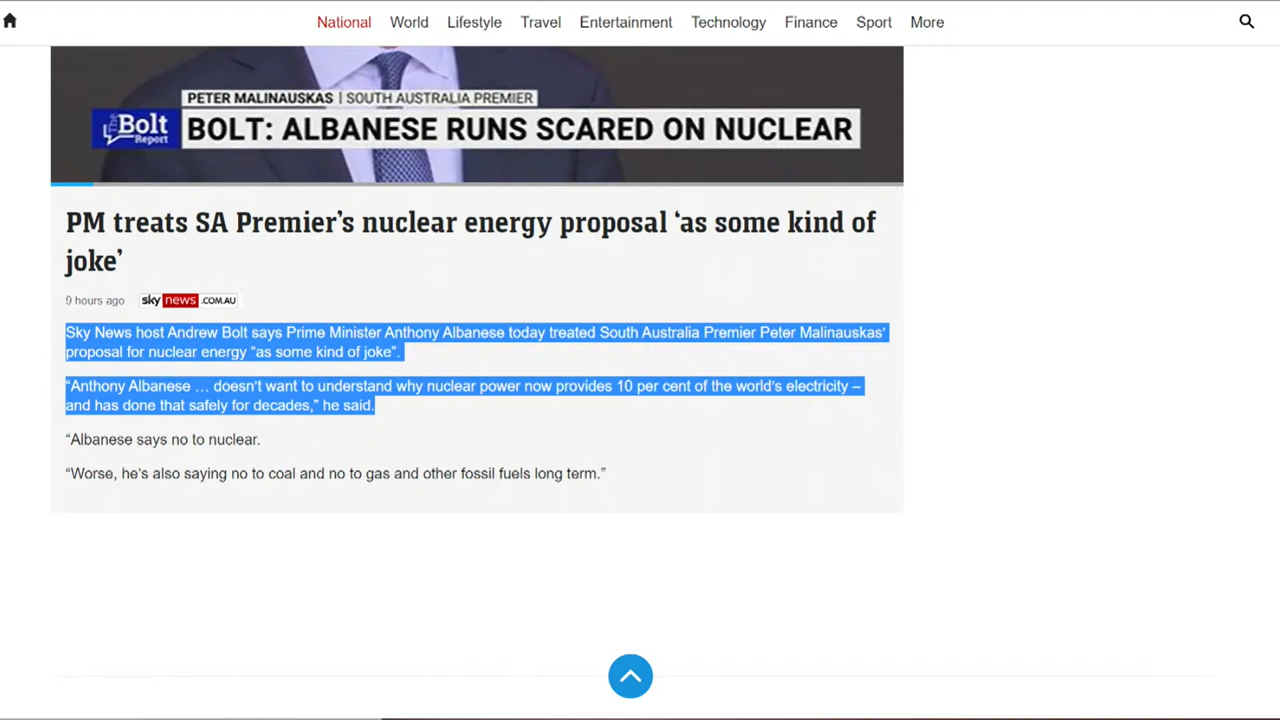 National World Lifestyle Travel Entertainment Technology Finance Sport More
PETER MALINAUSKAS | SOUTH AUSTRALIA PREMIER
The Bolt Report
BOLT: ALBANESE RUNS SCARED ON NUCLEAR
PM treats SA Premier’s nuclear energy proposal ‘as some kind of
joke’
9 hours ago sky news .COM.AU
Sky News host Andrew Bolt says Prime Minister Anthony Albanese today treated South Australia Premier Peter Malinauskas’
proposal for nuclear energy “as some kind of joke”.
“Anthony Albanese … doesn’t want to understand why nuclear power now provides 10 per cent of the world’s electricity –
and has done that safely for decades,” he said.
“Albanese says no to nuclear.
“Worse, he’s also saying no to coal and no to gas and other fossil fuels long term.”